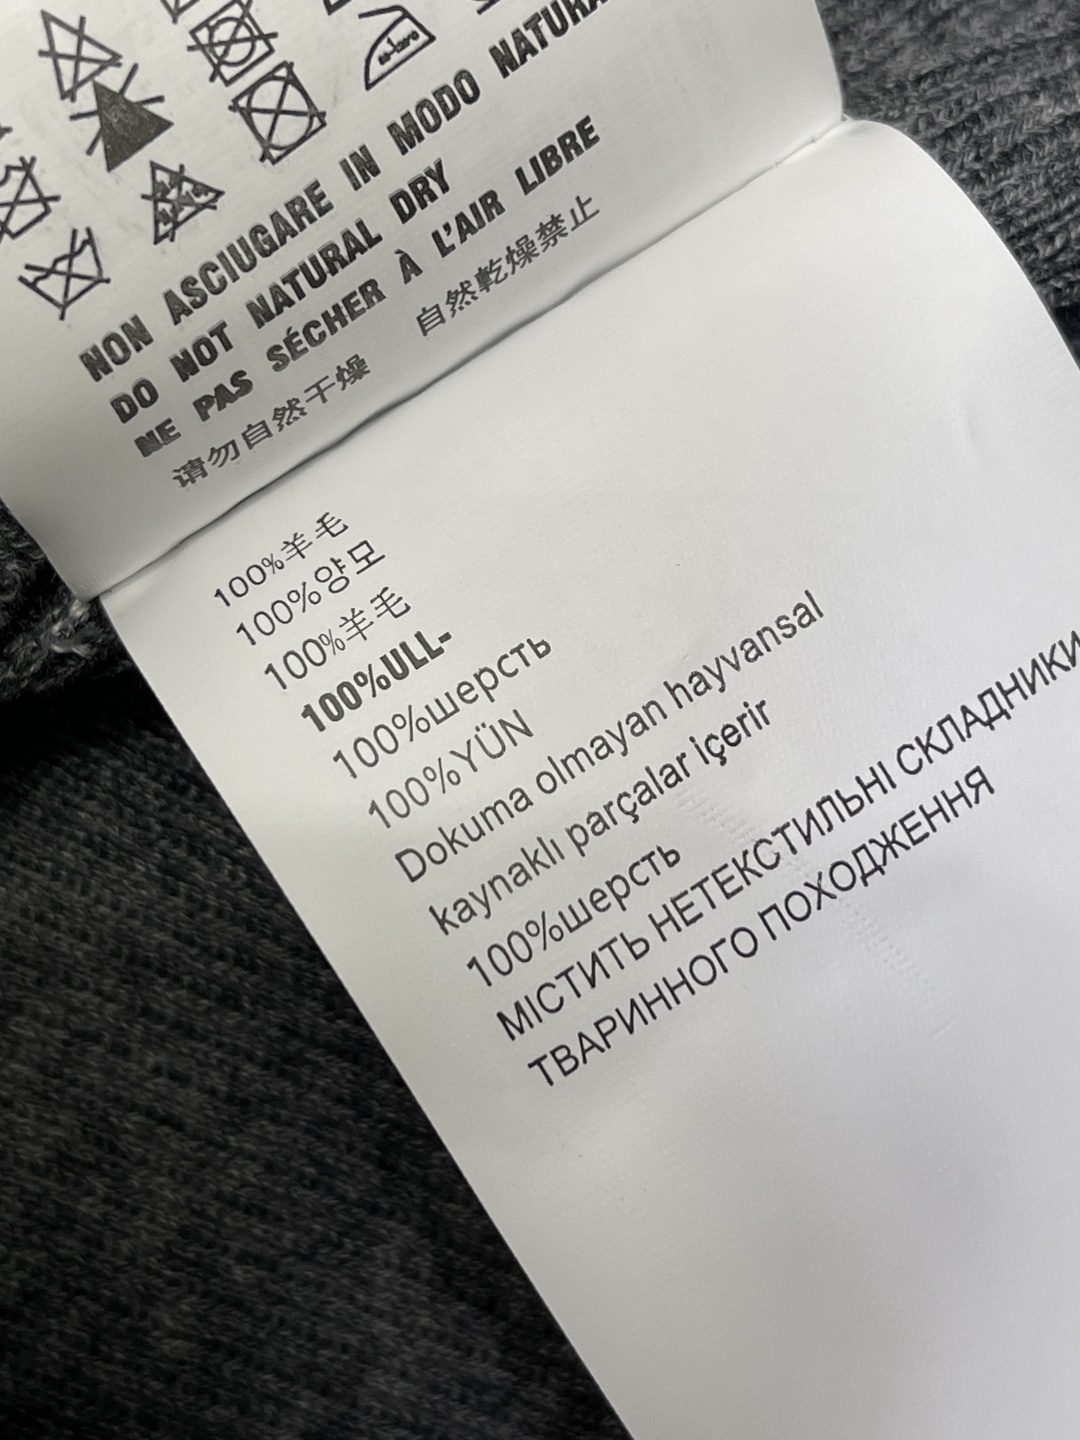 NON ASCIUGARE IN MODO
DO NOT NATURAL DRY
NE PAS SÉCHER À L'AIR LIBRE
请勿自然干燥 自然乾燥禁止
100%羊毛
100%양모
100%羊毛
100%ULL-
100%шерсть
100%YÜN
Dokuma olmayan hayvansal
kaynaklı parçalar içerir
100%шерсть
МІСТИТЬ НЕТЕКСТИЛЬНІ СКЛАДНИКИ
ТВАРИННОГО ПОХОДЖЕННЯ